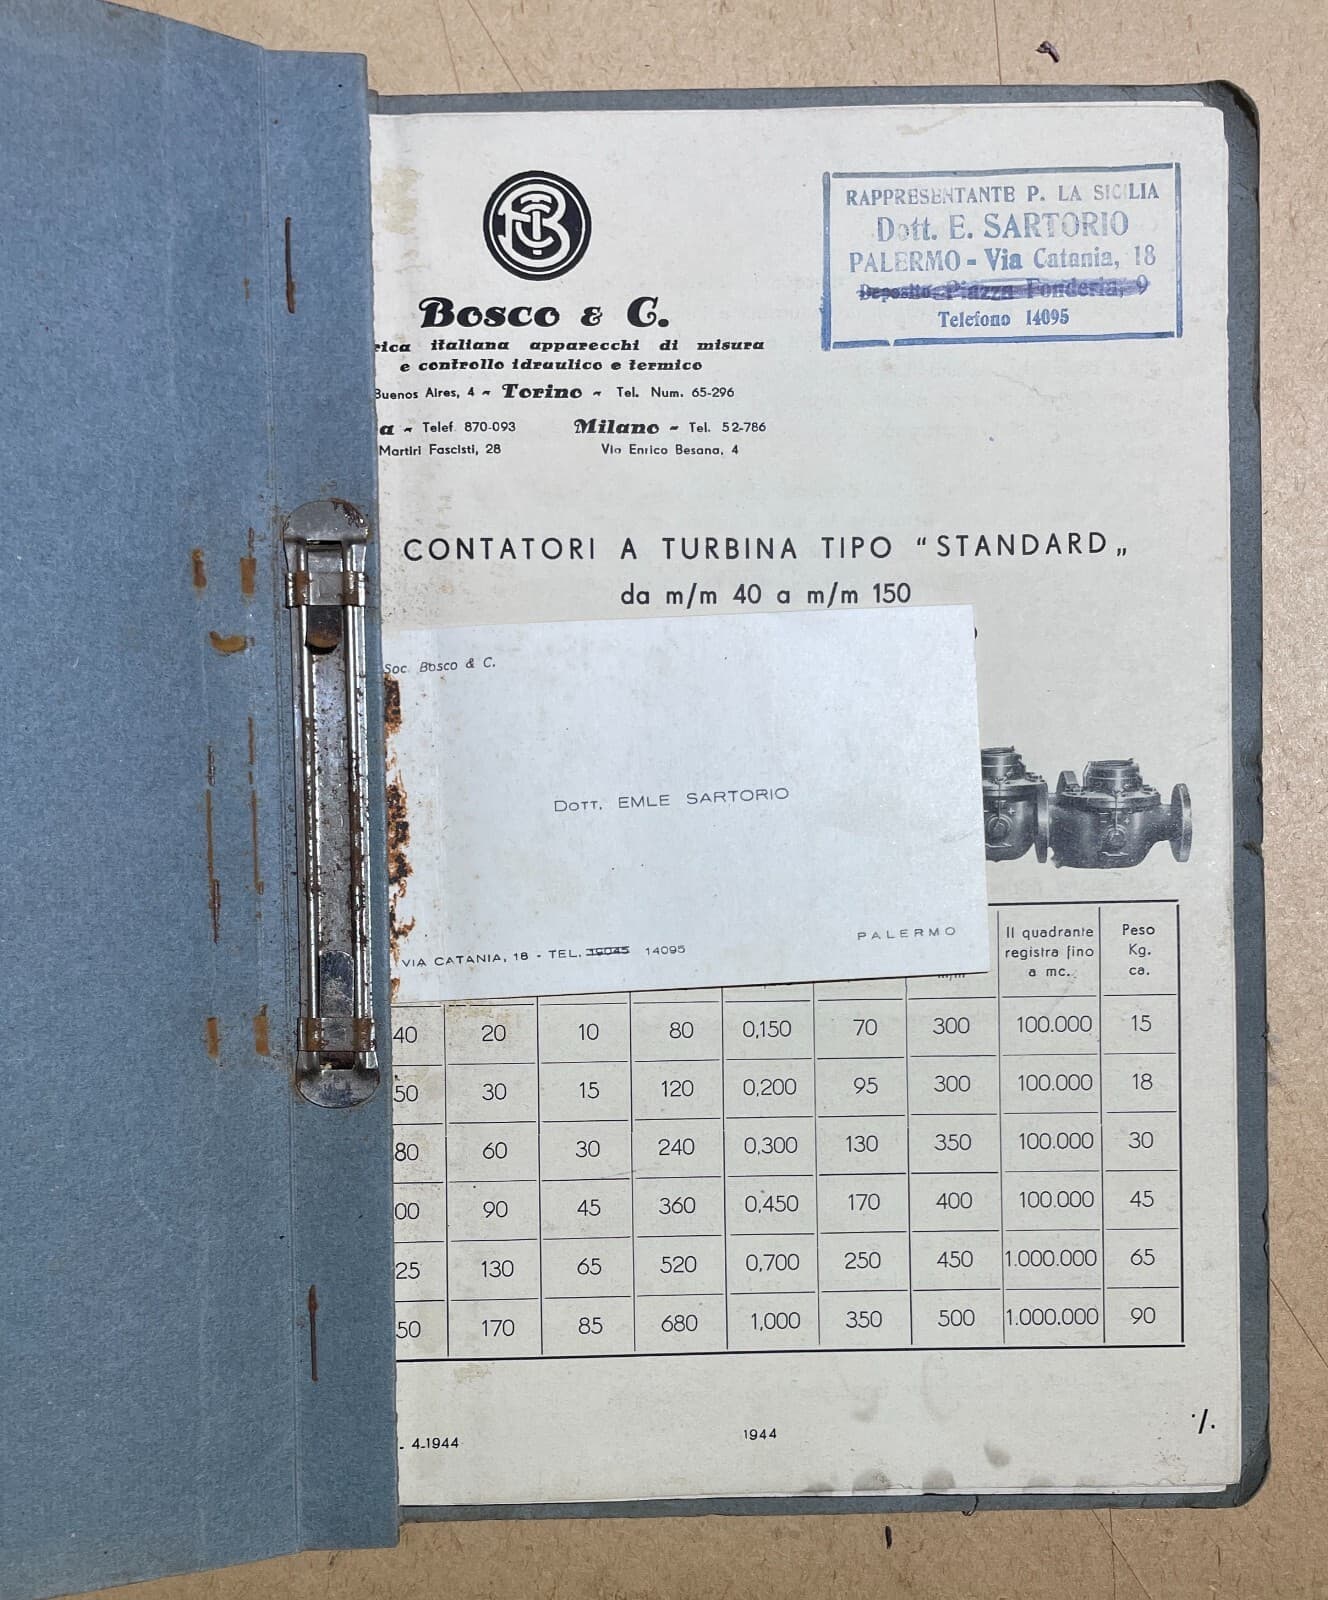 RAPPRESENTANTE P. LA SICILIA
Dott. E. SARTORIO
PALERMO - Via Catania, 18
Deposito - Piazza Fonderia, 9
Telefono 14095
Bosco & C.
rica italiana apparecchi di misura
e controllo idraulico e termico
Buenos Aires, 4 - Torino - Tel. Num. 65-296
a - Telef. 870-093 Milano - Tel. 52-786
Martiri Fascisti, 28 Via Enrico Besana, 4
CONTATORI A TURBINA TIPO "STANDARD„
da m/m 40 a m/m 150
Soc. Bosco & C.
Dott. EMLE SARTORIO
PALERMO
VIA CATANIA, 18 - TEL. 19045 14095
Il quadrante registra fino a mc. Peso Kg. ca.
40 20 10 80 0,150 70 300 100.000 15
50 30 15 120 0,200 95 300 100.000 18
80 60 30 240 0,300 130 350 100.000 30
00 90 45 360 0,450 170 400 100.000 45
25 130 65 520 0,700 250 450 1.000.000 65
50 170 85 680 1,000 350 500 1.000.000 90
- 4-1944 1944 ./.